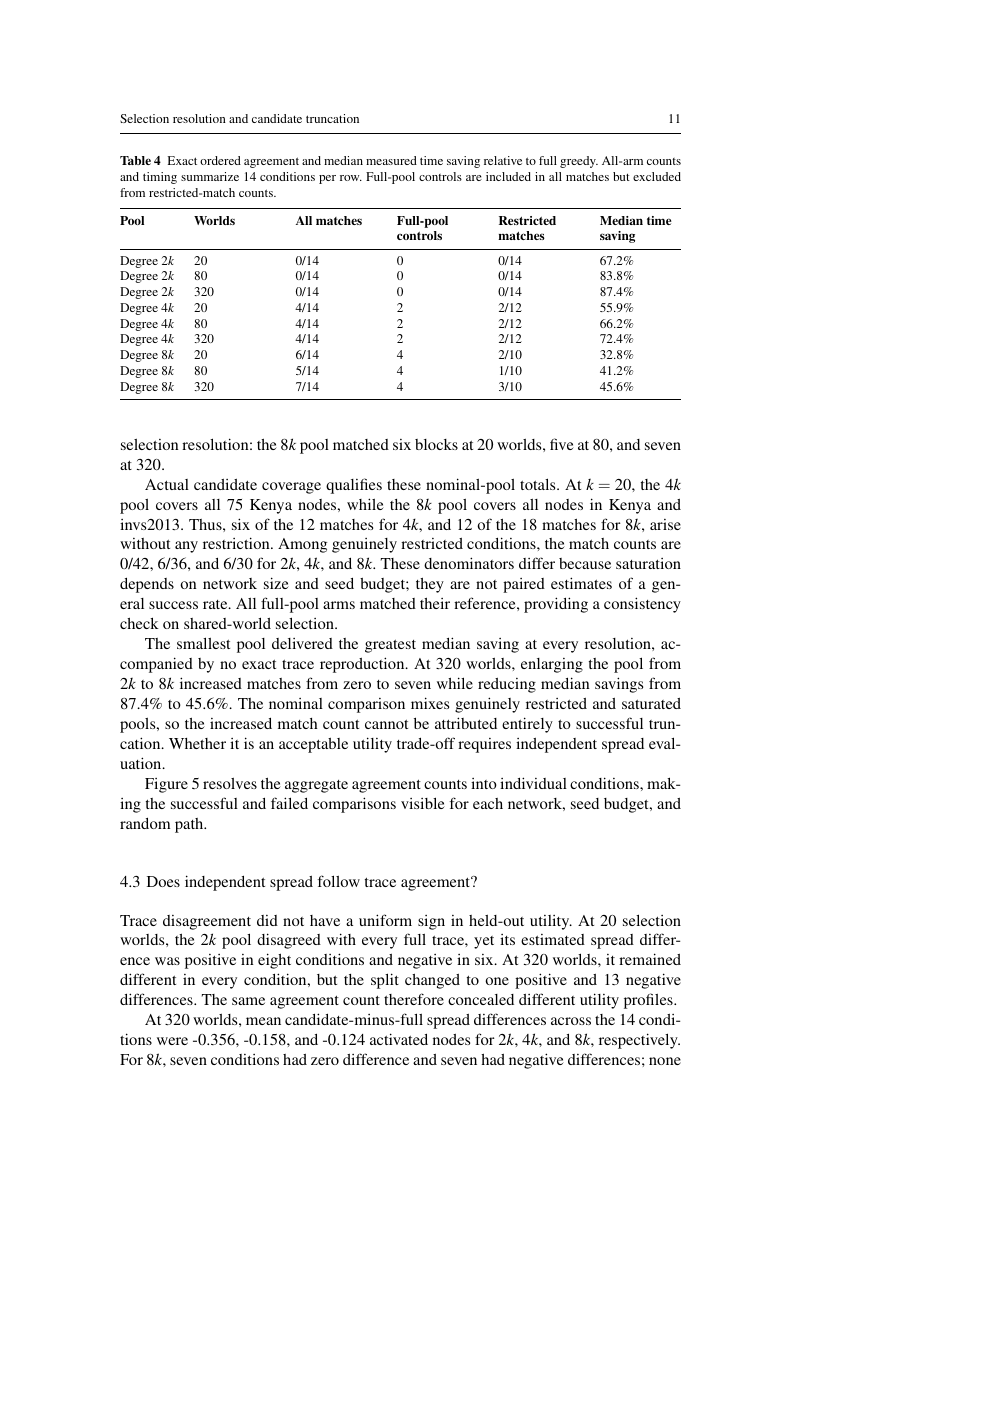 Selection resolution and candidate truncation 11
Table 4 Exact ordered agreement and median measured time saving relative to full greedy. All-arm counts
and timing summarize 14 conditions per row. Full-pool controls are included in all matches but excluded
from restricted-match counts.
Pool Worlds All matches Full-pool controls Restricted matches Median time saving
Degree 2k 20 0/14 0 0/14 67.2%
Degree 2k 80 0/14 0 0/14 83.8%
Degree 2k 320 0/14 0 0/14 87.4%
Degree 4k 20 4/14 2 2/12 55.9%
Degree 4k 80 4/14 2 2/12 66.2%
Degree 4k 320 4/14 2 2/12 72.4%
Degree 8k 20 6/14 4 2/10 32.8%
Degree 8k 80 5/14 4 1/10 41.2%
Degree 8k 320 7/14 4 3/10 45.6%
selection resolution: the 8k pool matched six blocks at 20 worlds, five at 80, and seven
at 320.
Actual candidate coverage qualifies these nominal-pool totals. At k = 20, the 4k
pool covers all 75 Kenya nodes, while the 8k pool covers all nodes in Kenya and
invs2013. Thus, six of the 12 matches for 4k, and 12 of the 18 matches for 8k, arise
without any restriction. Among genuinely restricted conditions, the match counts are
0/42, 6/36, and 6/30 for 2k, 4k, and 8k. These denominators differ because saturation
depends on network size and seed budget; they are not paired estimates of a gen-
eral success rate. All full-pool arms matched their reference, providing a consistency
check on shared-world selection.
The smallest pool delivered the greatest median saving at every resolution, ac-
companied by no exact trace reproduction. At 320 worlds, enlarging the pool from
2k to 8k increased matches from zero to seven while reducing median savings from
87.4% to 45.6%. The nominal comparison mixes genuinely restricted and saturated
pools, so the increased match count cannot be attributed entirely to successful trun-
cation. Whether it is an acceptable utility trade-off requires independent spread eval-
uation.
Figure 5 resolves the aggregate agreement counts into individual conditions, mak-
ing the successful and failed comparisons visible for each network, seed budget, and
random path.
4.3 Does independent spread follow trace agreement?
Trace disagreement did not have a uniform sign in held-out utility. At 20 selection
worlds, the 2k pool disagreed with every full trace, yet its estimated spread differ-
ence was positive in eight conditions and negative in six. At 320 worlds, it remained
different in every condition, but the split changed to one positive and 13 negative
differences. The same agreement count therefore concealed different utility profiles.
At 320 worlds, mean candidate-minus-full spread differences across the 14 condi-
tions were -0.356, -0.158, and -0.124 activated nodes for 2k, 4k, and 8k, respectively.
For 8k, seven conditions had zero difference and seven had negative differences; none